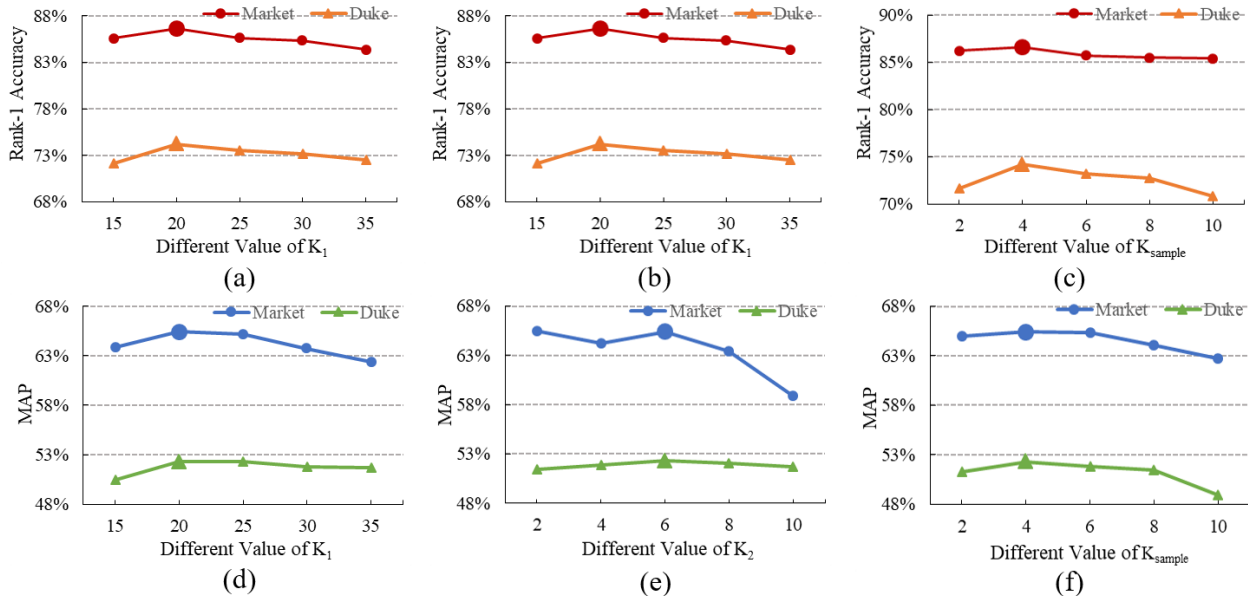 88%
83%
78%
73%
68%
Rank-1 Accuracy
Market Duke
15 20 25 30 35
Different Value of K1
(a)
88%
83%
78%
73%
68%
Rank-1 Accuracy
Market Duke
15 20 25 30 35
Different Value of K1
(b)
90%
85%
80%
75%
70%
Rank-1 Accuracy
Market Duke
2 4 6 8 10
Different Value of Ksample
(c)
68%
63%
58%
53%
48%
MAP
Market Duke
15 20 25 30 35
Different Value of K1
(d)
68%
63%
58%
53%
48%
MAP
Market Duke
2 4 6 8 10
Different Value of K2
(e)
68%
63%
58%
53%
48%
MAP
Market Duke
2 4 6 8 10
Different Value of Ksample
(f)